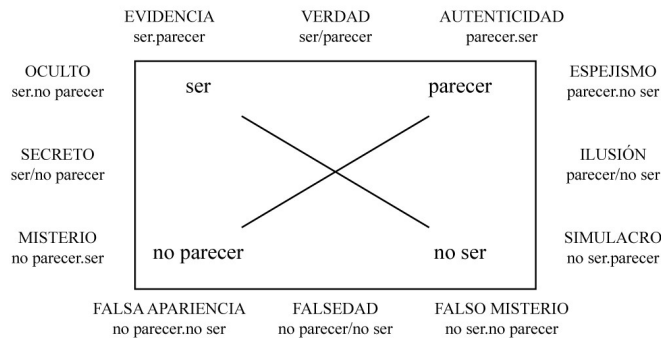 EVIDENCIA
ser.parecer
VERDAD
ser/parecer
AUTENTICIDAD
parecer.ser
OCULTO
ser.no parecer
ser
parecer
ESPEJISMO
parecer.no ser
SECRETO
ser/no parecer
ILUSIÓN
parecer/no ser
MISTERIO
no parecer.ser
no parecer
no ser
SIMULACRO
no ser.parecer
FALSA APARIENCIA
no parecer.no ser
FALSEDAD
no parecer/no ser
FALSO MISTERIO
no ser.no parecer